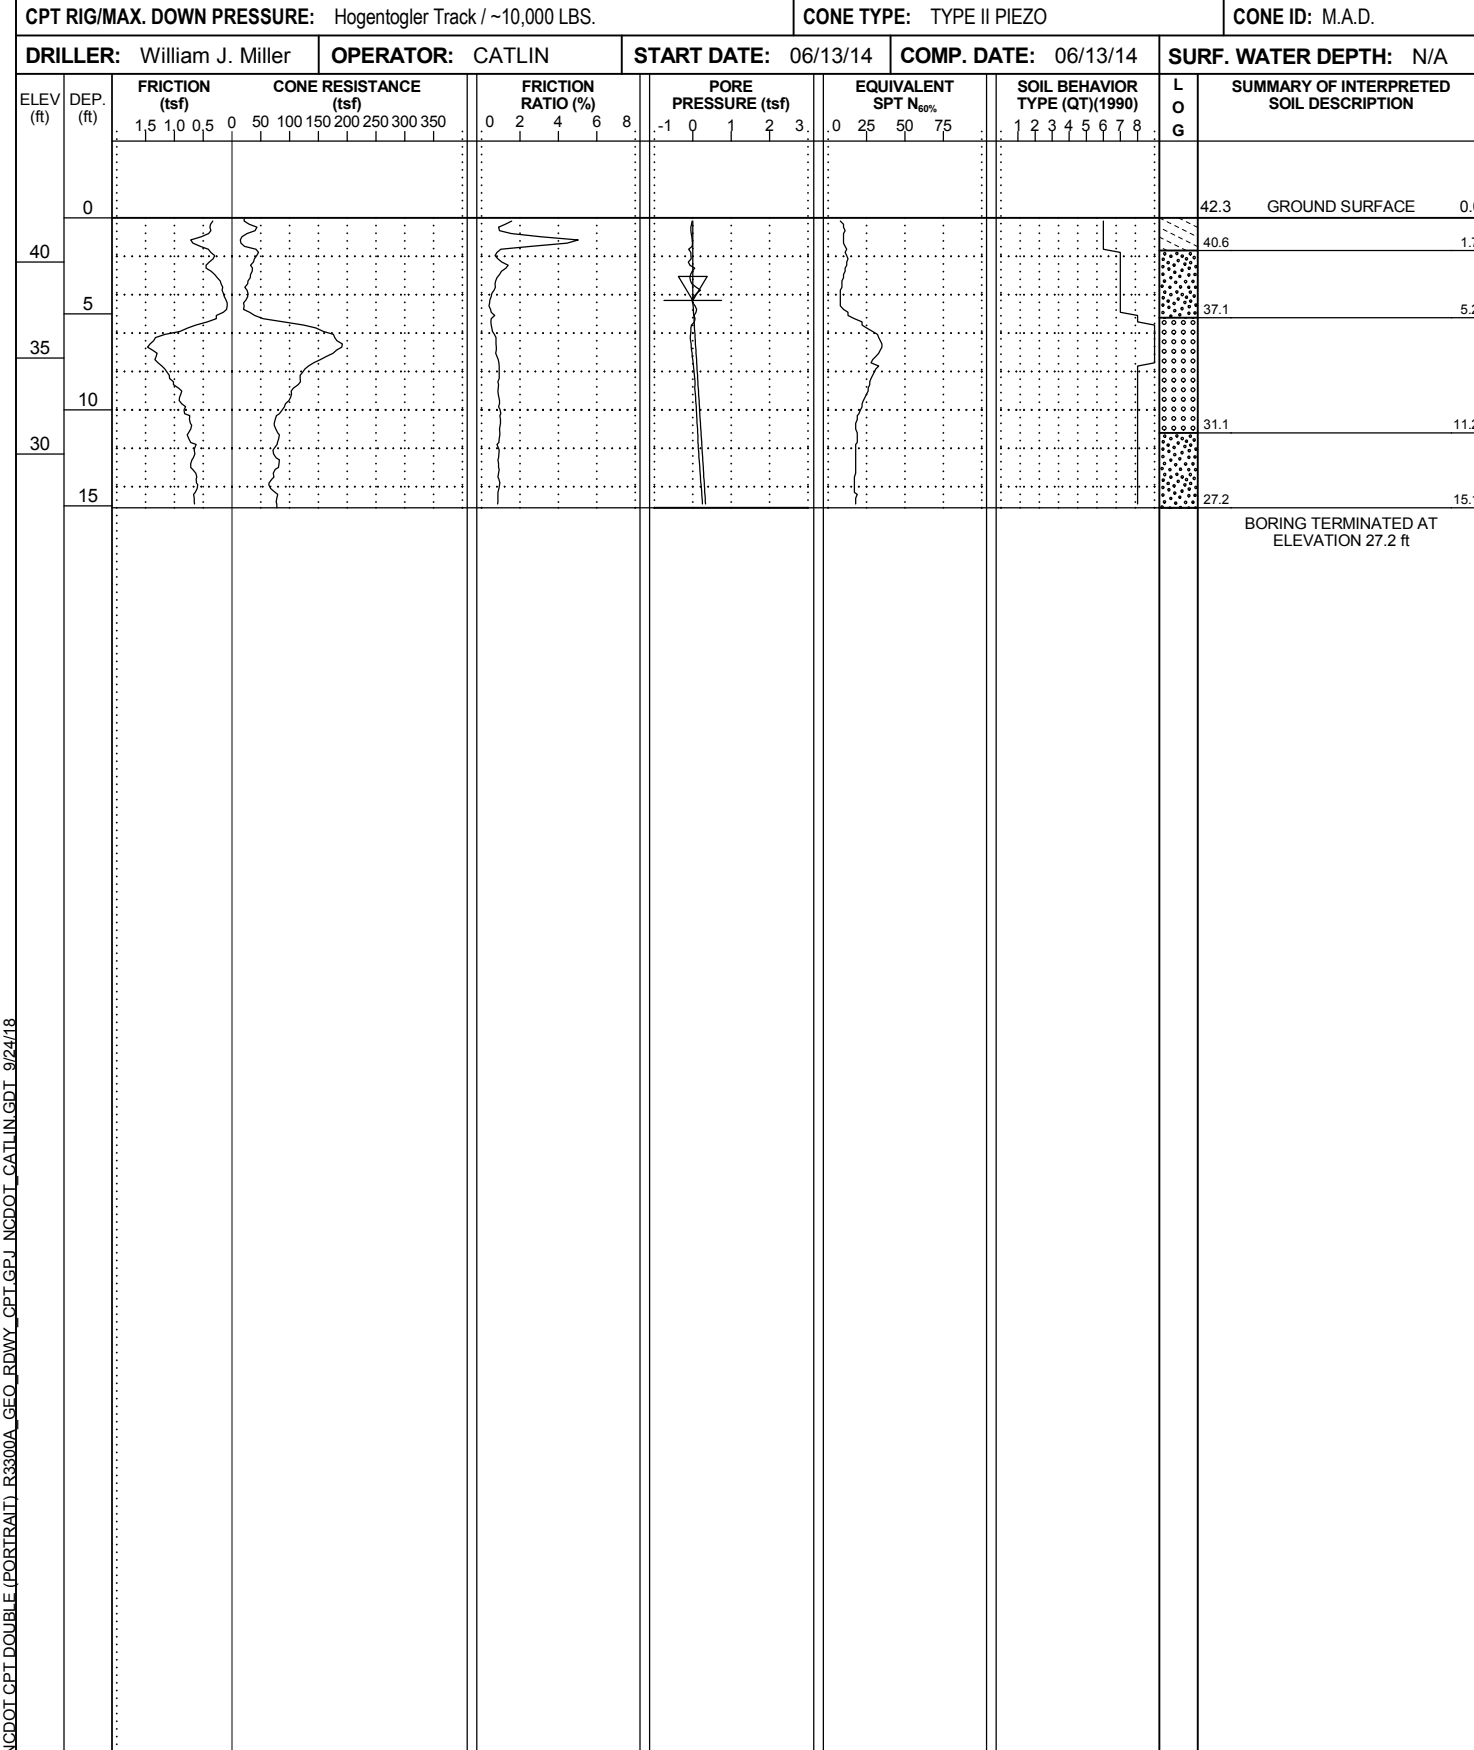 CPT RIG/MAX. DOWN PRESSURE: Hogentogler Track / ~10,000 LBS. CONE TYPE: TYPE II PIEZO CONE ID: M.A.D.
DRILLER: William J. Miller OPERATOR: CATLIN START DATE: 06/13/14 COMP. DATE: 06/13/14 SURF. WATER DEPTH: N/A
ELEV (ft)
DEP. (ft)
FRICTION (tsf)
1.5 1.0 0.5 0
CONE RESISTANCE (tsf)
50 100 150 200 250 300 350
FRICTION RATIO (%)
0 2 4 6 8
PORE PRESSURE (tsf)
-1 0 1 2 3
EQUIVALENT SPT N60%
0 25 50 75
SOIL BEHAVIOR TYPE (QT)(1990)
1 2 3 4 5 6 7 8
L
O
G
SUMMARY OF INTERPRETED SOIL DESCRIPTION
0
42.3 GROUND SURFACE
40.6
40
5
37.1
35
10
31.1 11.2
30
15
27.2
BORING TERMINATED AT
ELEVATION 27.2 ft
NCDOT CPT DOUBLE (PORTRAIT) R3300A_GEO_RDWY_CPT.GPJ NCDOT_CATLIN.GDT 9/24/18